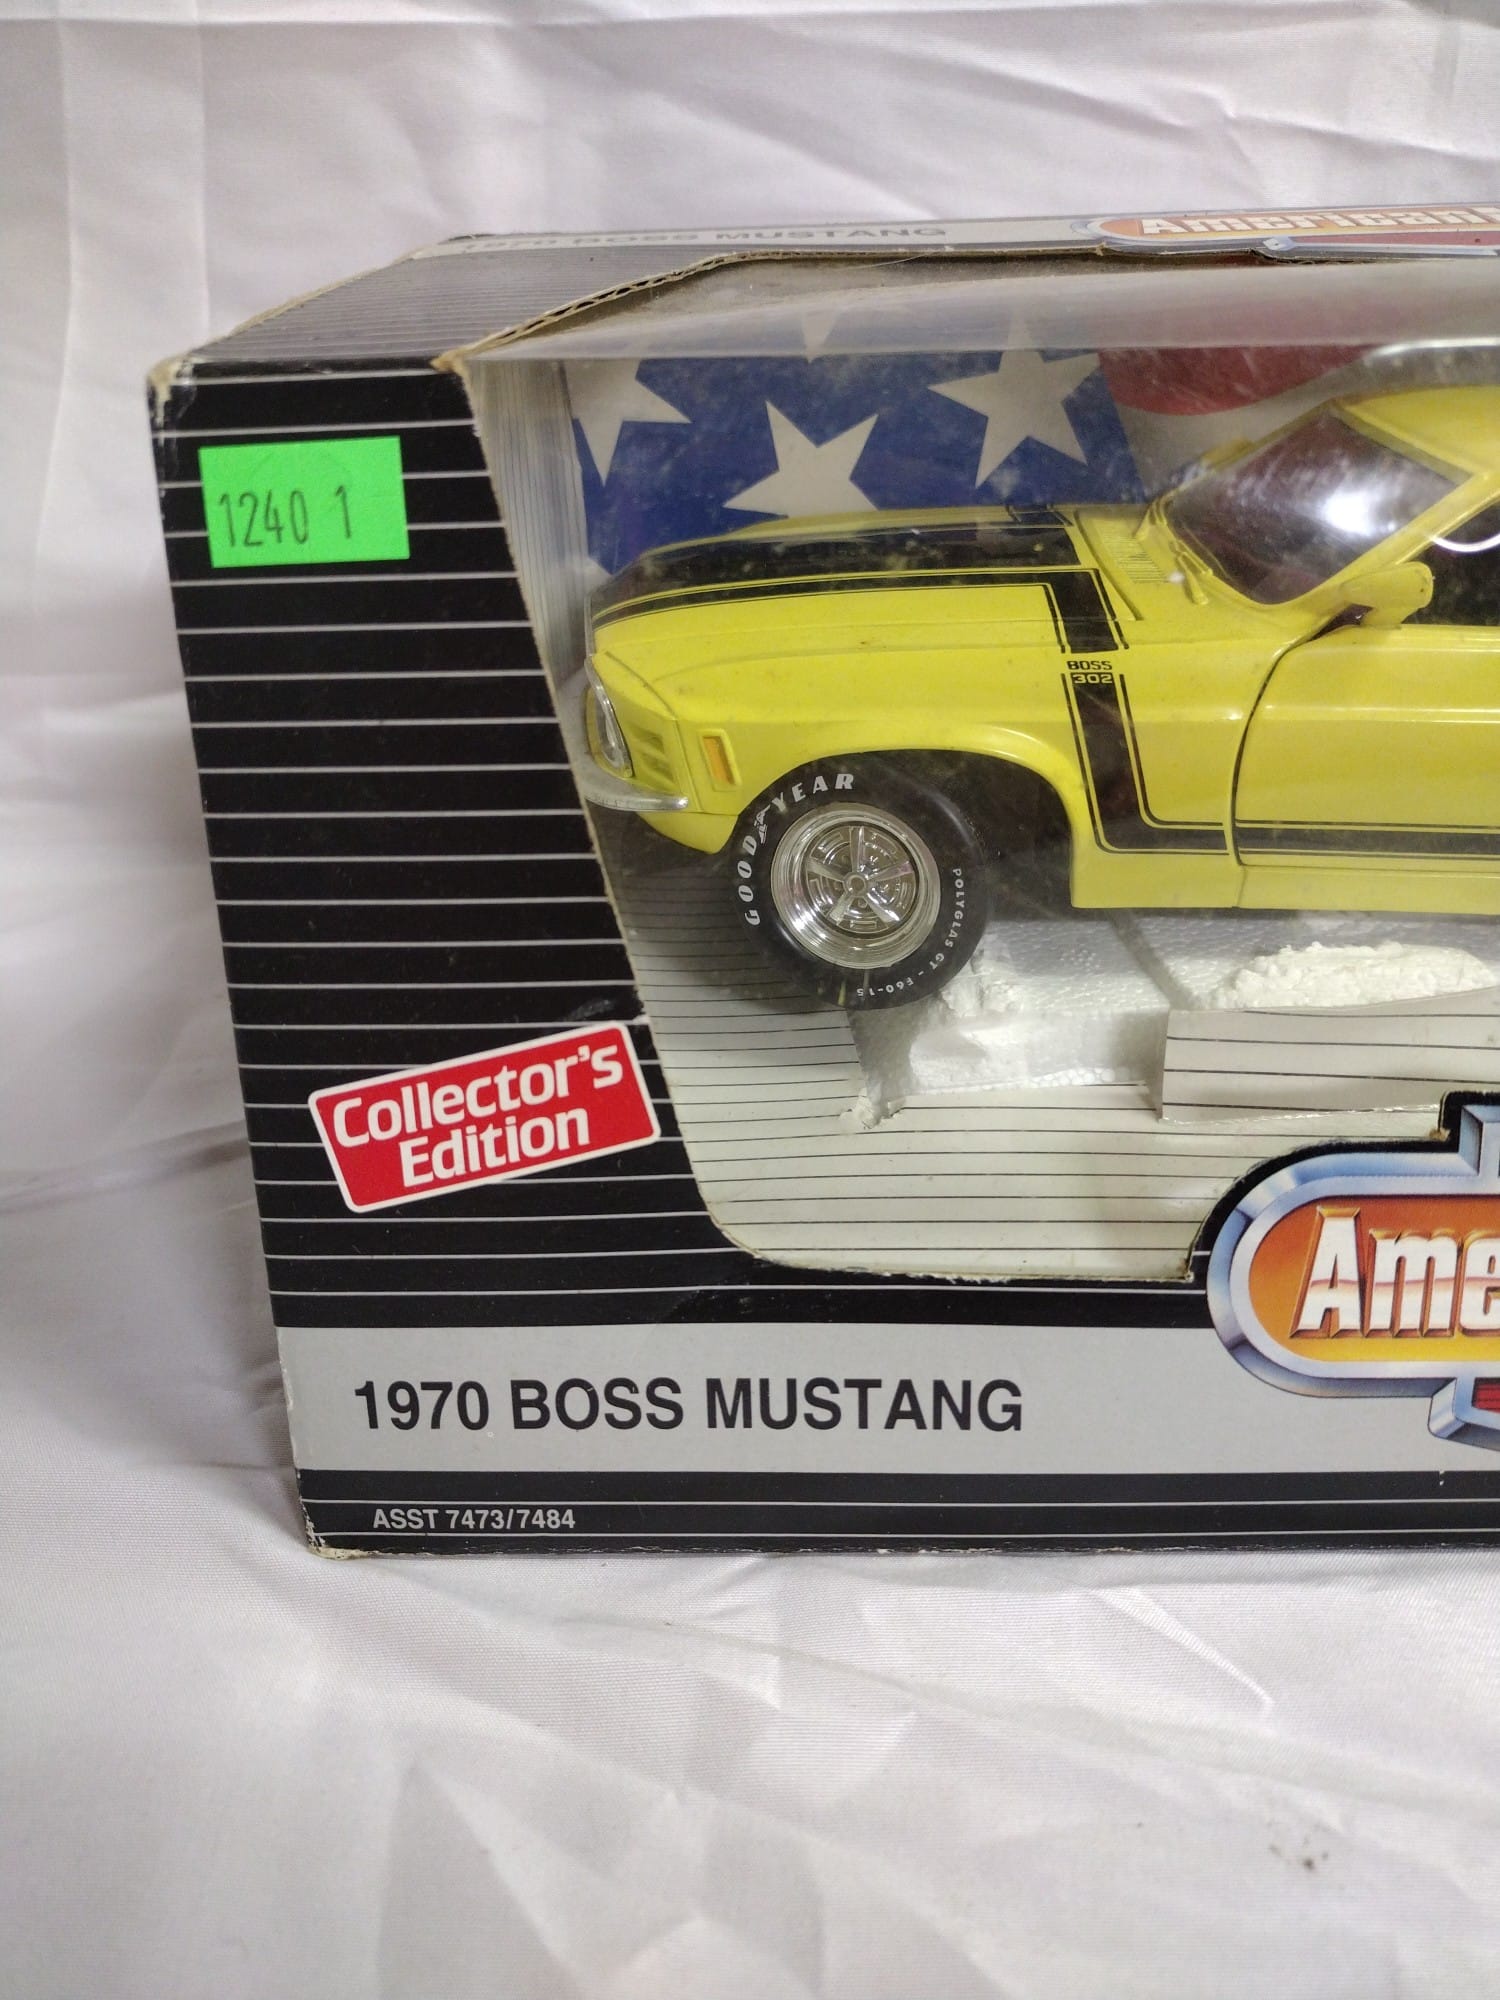 1970 BOSS MUSTANG
American
1240 1
BOSS
302
GOODYEAR
POLYGLAS GT - E60-15
Collector's
Edition
Ame
1970 BOSS MUSTANG
ASST 7473/7484